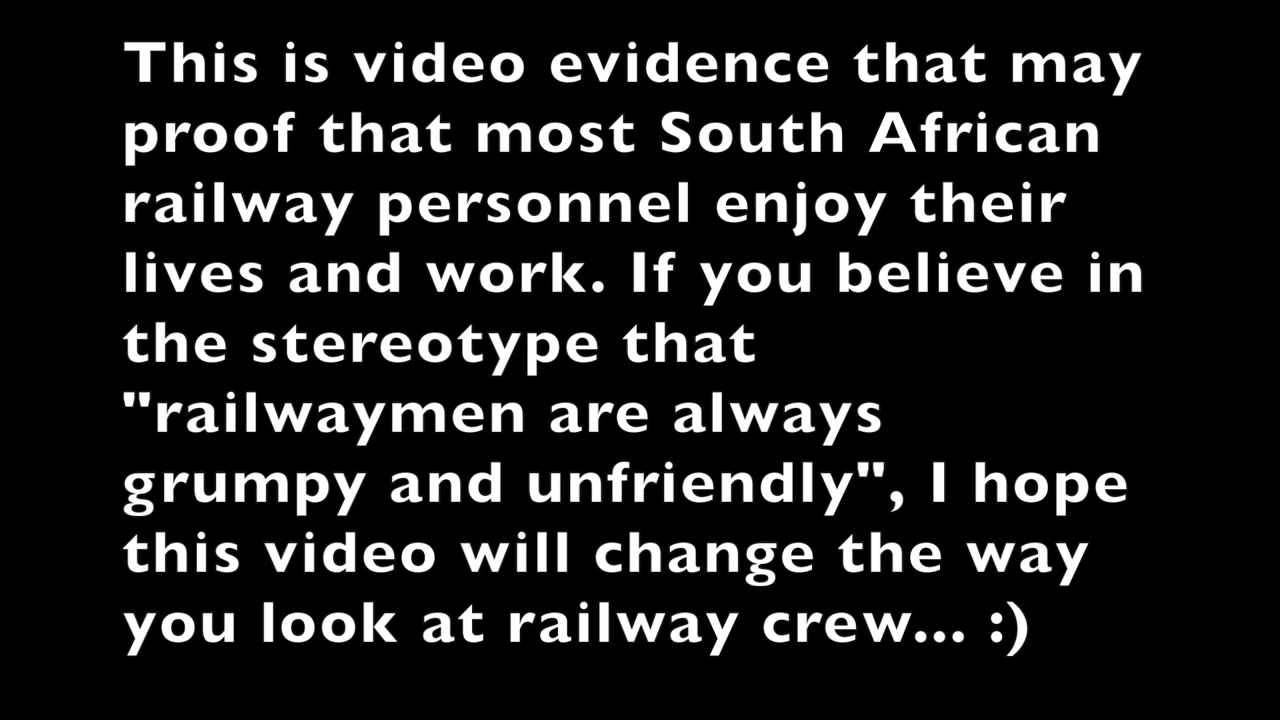 This is video evidence that may
proof that most South African
railway personnel enjoy their
lives and work. If you believe in
the stereotype that
"railwaymen are always
grumpy and unfriendly", I hope
this video will change the way
you look at railway crew... :)